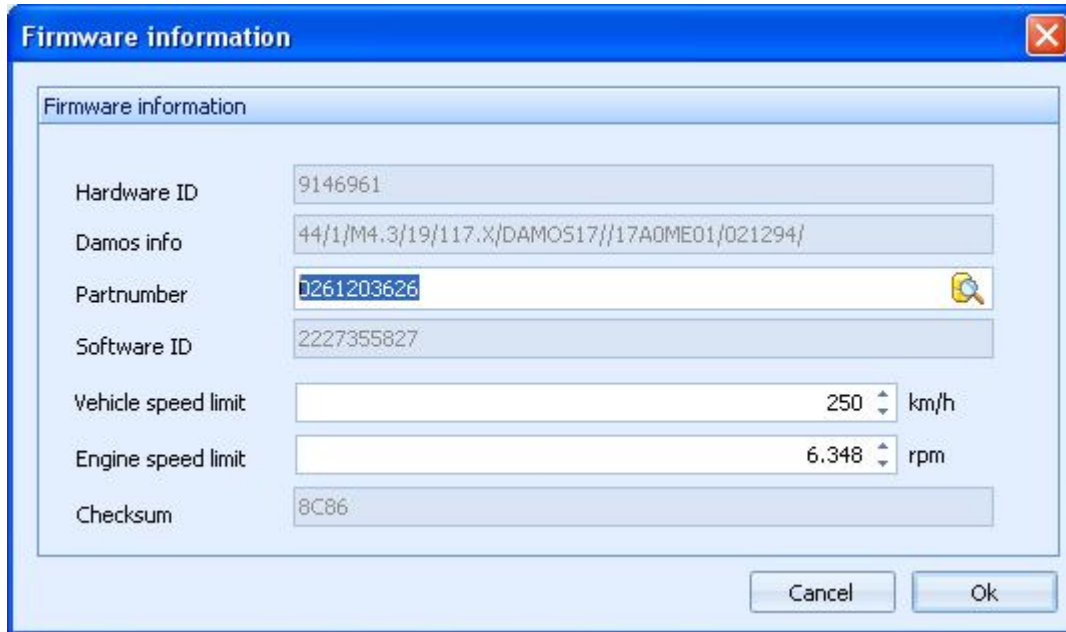 Firmware information
Firmware information
Hardware ID 9146961
Damos info 44/1/M4.3/19/117.X/DAMOS17//17A0ME01/021294/
Partnumber 0261203626
Software ID 2227355827
Vehicle speed limit 250 km/h
Engine speed limit 6.348 rpm
Checksum 8C86
Cancel Ok